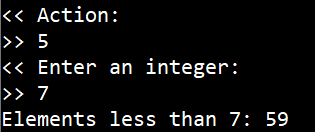 << Action:
>> 5
<< Enter an integer:
>> 7
Elements less than 7: 59